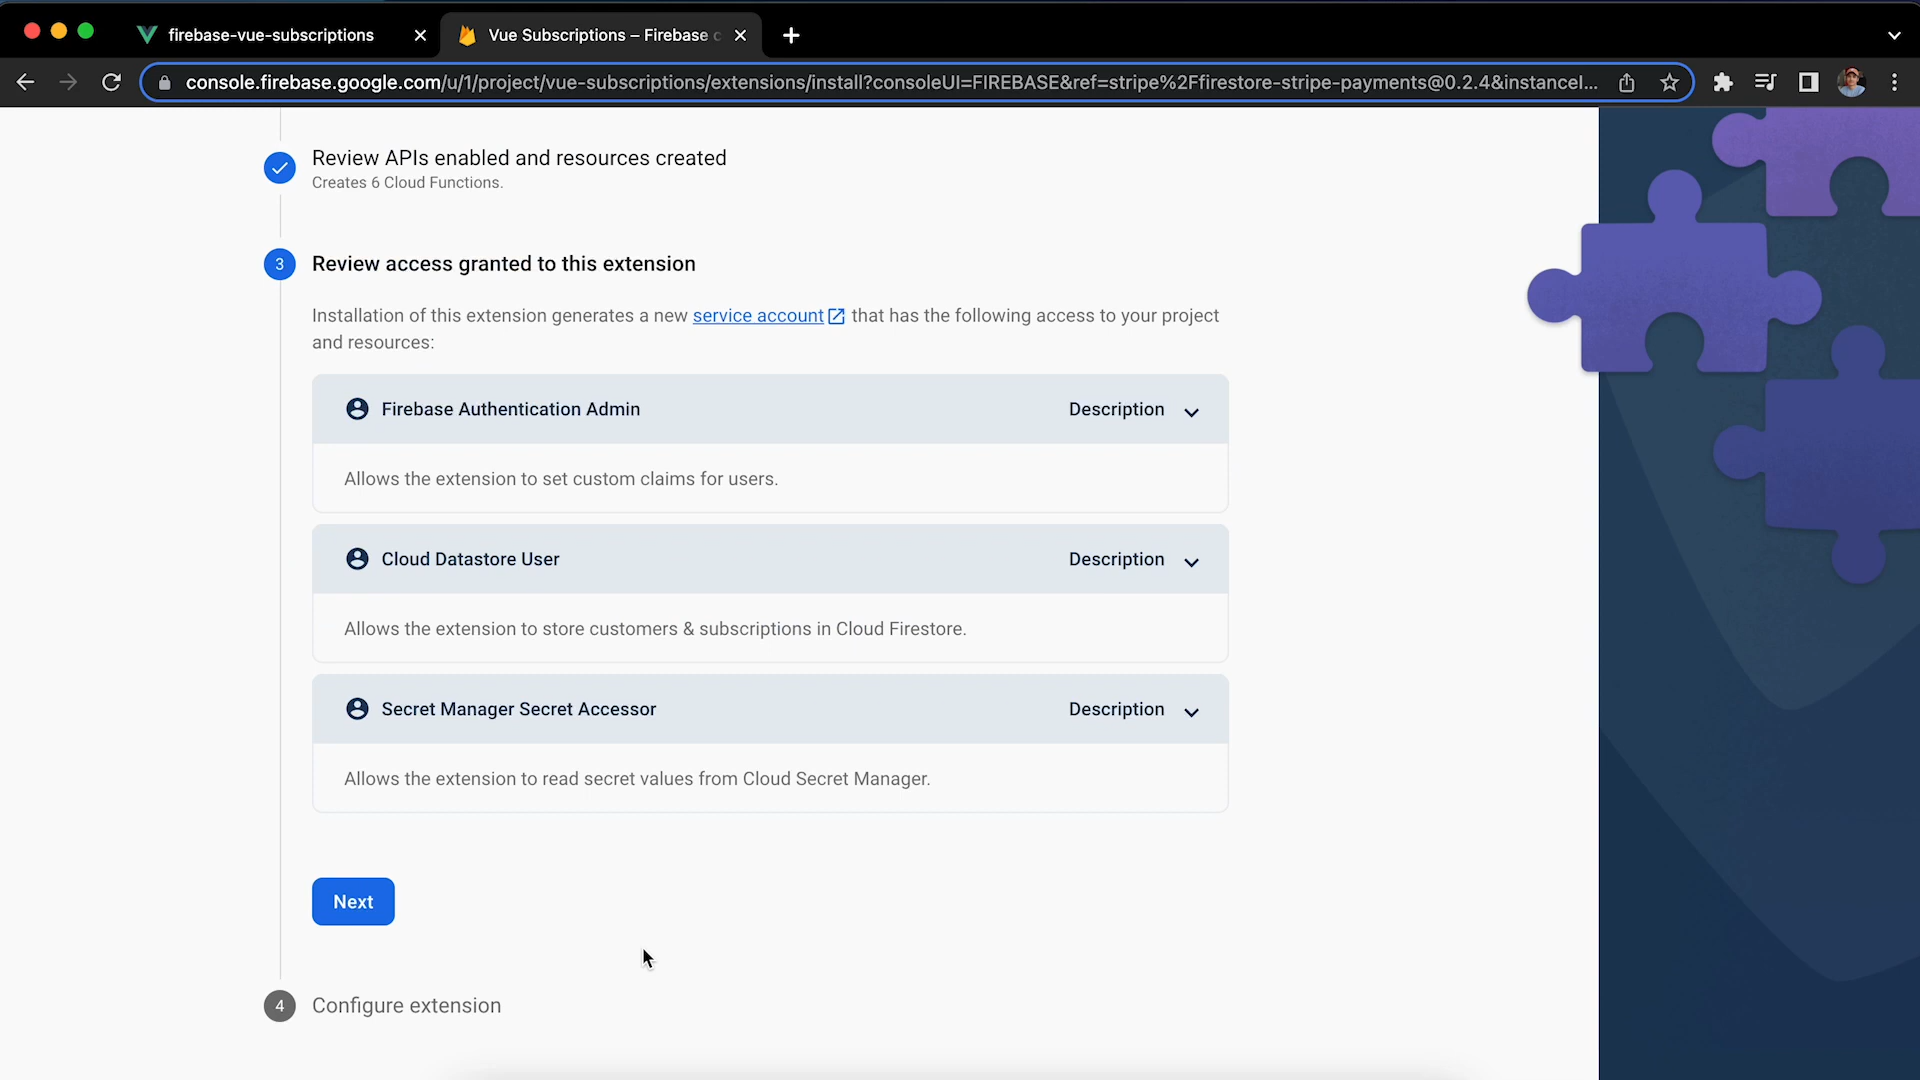 firebase-vue-subscriptions
Vue Subscriptions – Firebase c
console.firebase.google.com/u/1/project/vue-subscriptions/extensions/install?consoleUI=FIREBASE&ref=stripe%2Ffirestore-stripe-payments@0.2.4&instanceI...
Review APIs enabled and resources created
Creates 6 Cloud Functions.
3 Review access granted to this extension
Installation of this extension generates a new service account that has the following access to your project
and resources:
Firebase Authentication Admin Description
Allows the extension to set custom claims for users.
Cloud Datastore User Description
Allows the extension to store customers & subscriptions in Cloud Firestore.
Secret Manager Secret Accessor Description
Allows the extension to read secret values from Cloud Secret Manager.
Next
4 Configure extension